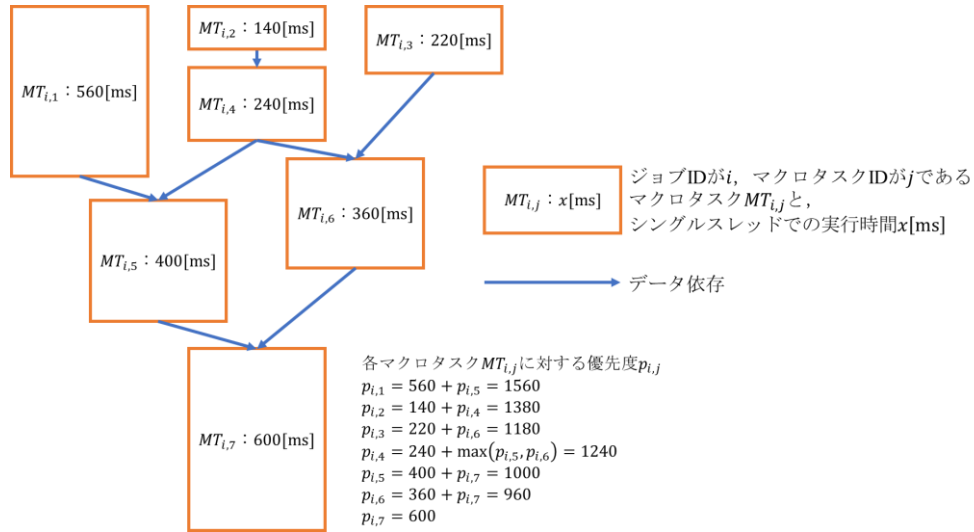 MT_{i,1}：560[ms]
MT_{i,2}：140[ms]
MT_{i,3}：220[ms]
MT_{i,4}：240[ms]
MT_{i,5}：400[ms]
MT_{i,6}：360[ms]
MT_{i,7}：600[ms]
MT_{i,j}：x[ms]
ジョブIDがi，マクロタスクIDがjである
マクロタスクMT_{i,j}と，
シングルスレッドでの実行時間x[ms]
データ依存
各マクロタスクMT_{i,j}に対する優先度p_{i,j}
p_{i,1} = 560 + p_{i,5} = 1560
p_{i,2} = 140 + p_{i,4} = 1380
p_{i,3} = 220 + p_{i,6} = 1180
p_{i,4} = 240 + max(p_{i,5}, p_{i,6}) = 1240
p_{i,5} = 400 + p_{i,7} = 1000
p_{i,6} = 360 + p_{i,7} = 960
p_{i,7} = 600